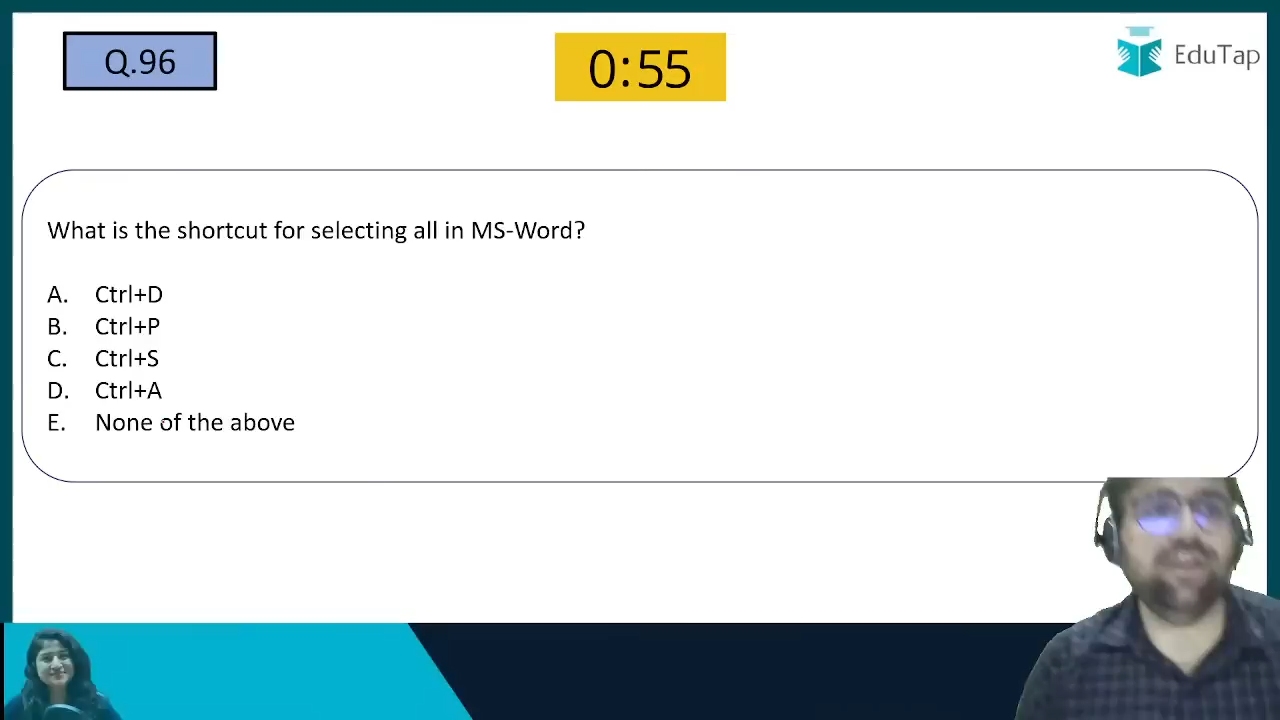 Q.96
0:55
EduTap
What is the shortcut for selecting all in MS-Word?
A. Ctrl+D
B. Ctrl+P
C. Ctrl+S
D. Ctrl+A
E. None of the above